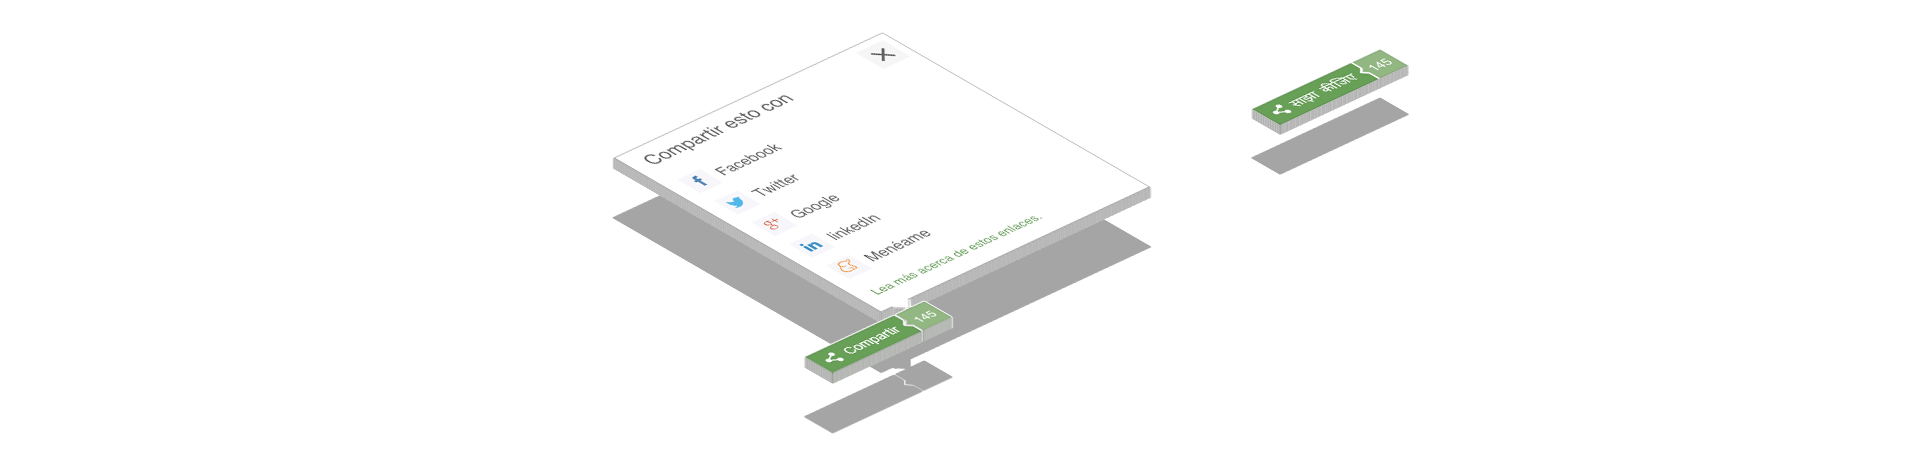 Compartir esto con
Facebook
Twitter
Google
linkedIn
Menéame
Lea más acerca de estos enlaces.
Compartir 145
साझा कीजिए 145